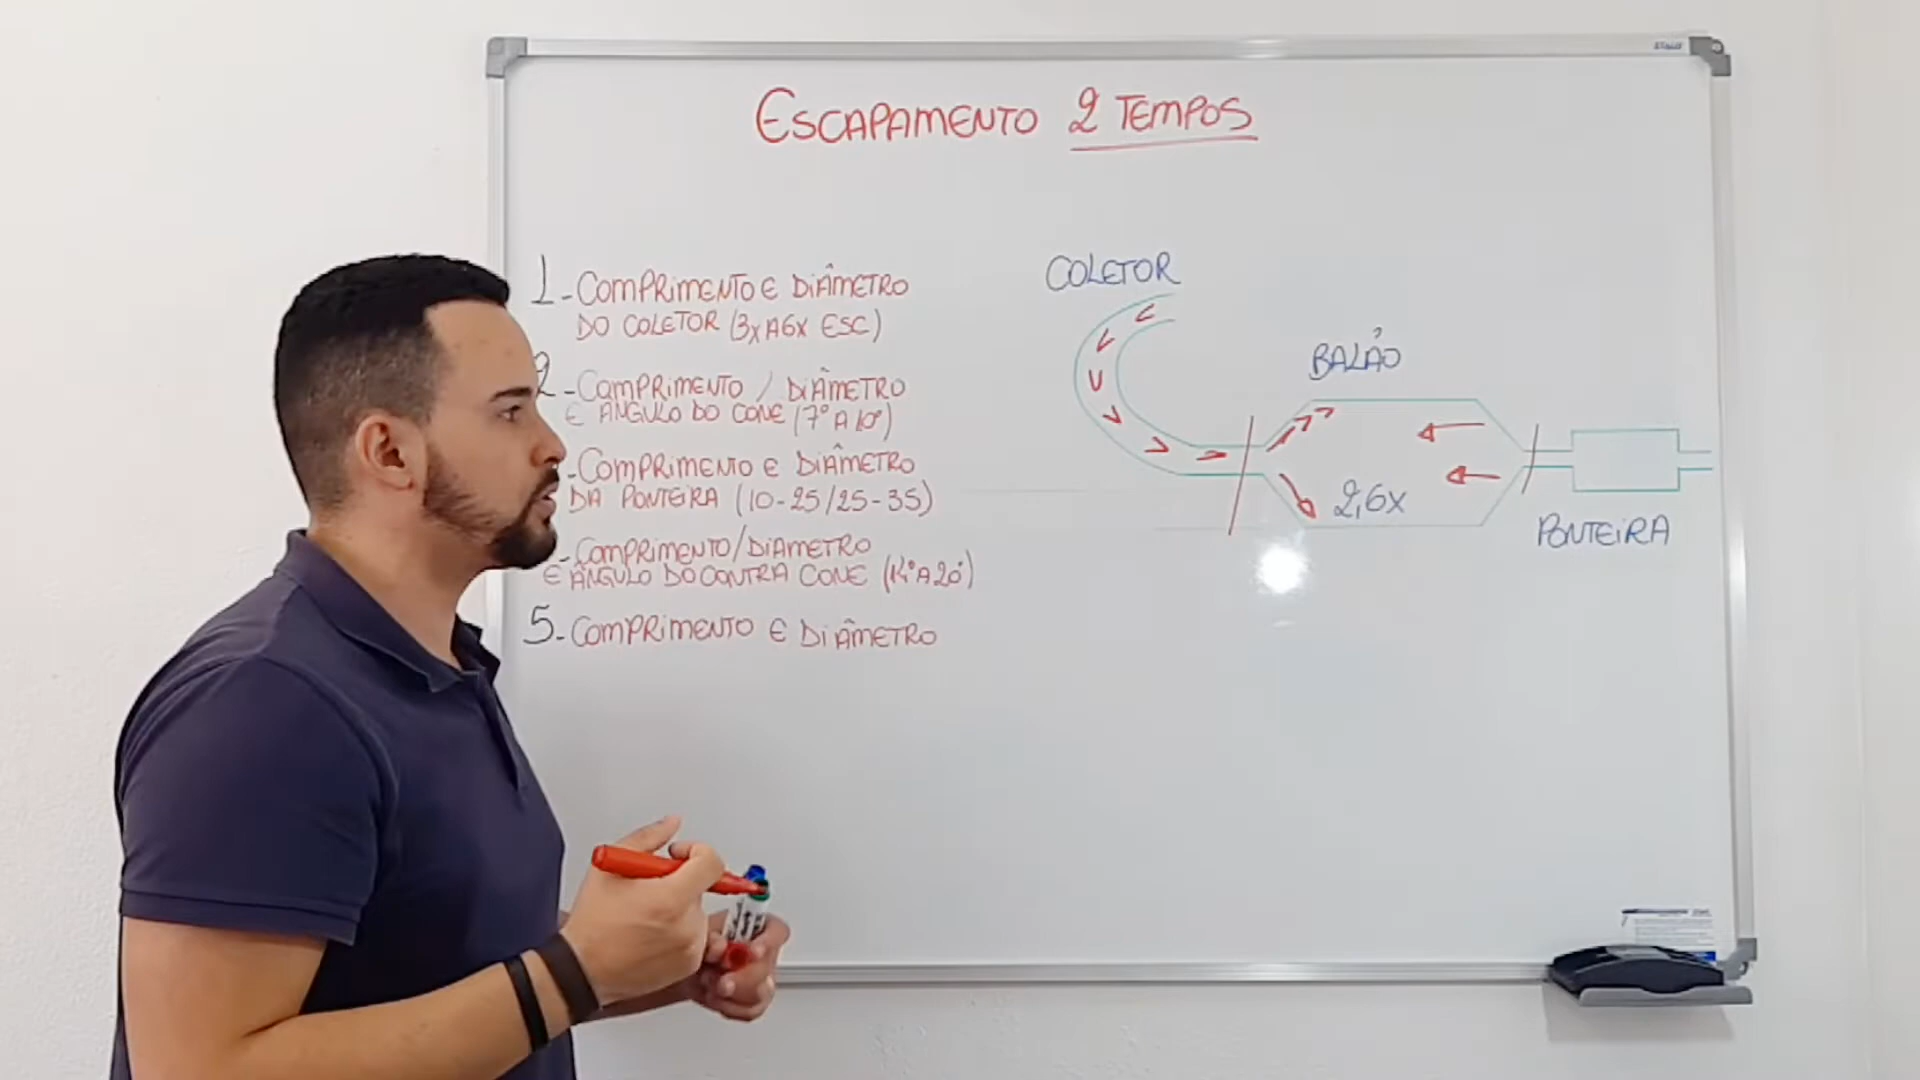 ESCAPAMENTO 2 TEMPOS
1-COMPRIMENTO E DIÂMETRO
DO COLETOR (3X A 6X ESC)
2-COMPRIMENTO / DIÂMETRO
E ANGULO DO CONE (7° A 10°)
-COMPRIMENTO E DIÂMETRO
DA PONTEIRA (10-25/25-35)
-COMPRIMENTO/DIAMETRO
E ÂNGULO DO CONTRA CONE (14° A 20°)
5-COMPRIMENTO E DIÂMETRO
COLETOR
BALÃO
2,6X
PONTEIRA